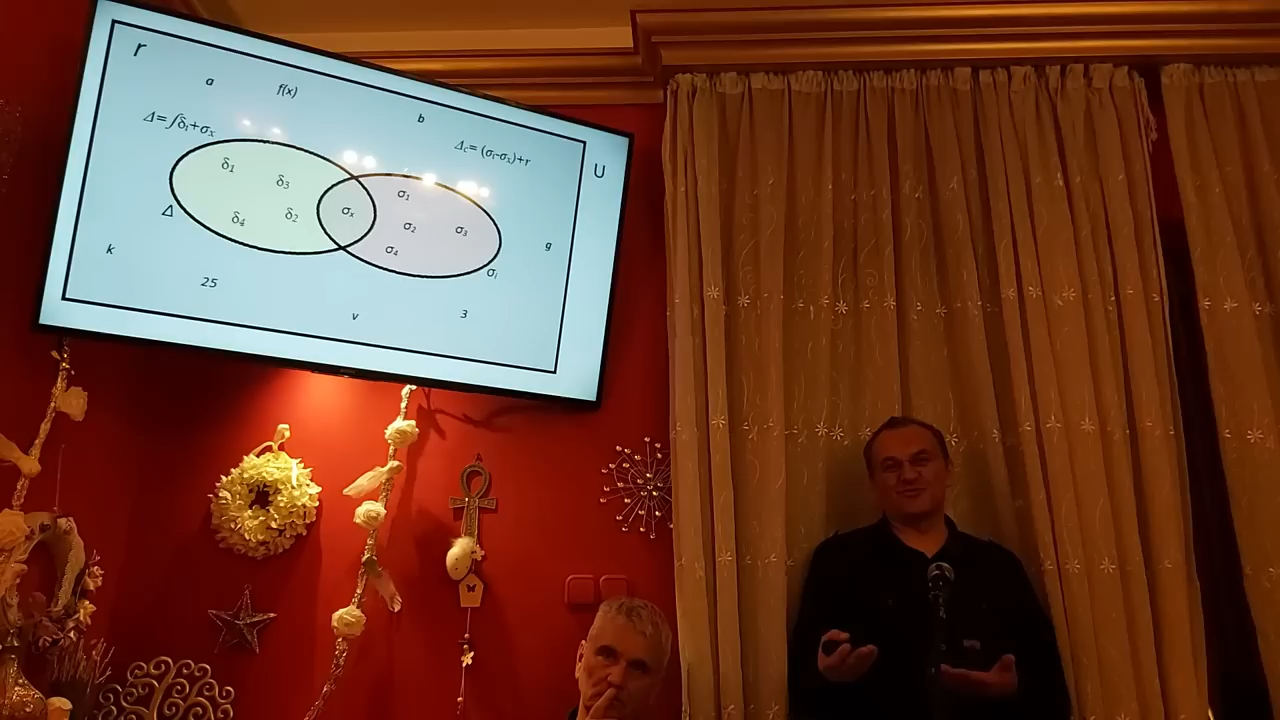 r
a
f(x)
b
Δ=∫δᵢ+σₓ
Δc= (σᵢ-σₓ)+r
U
δ₁
δ₃
σ₁
δ₄
δ₂
σₓ
σ₂
σ₃
Δ
σ₄
k
g
σᵢ
25
v
3